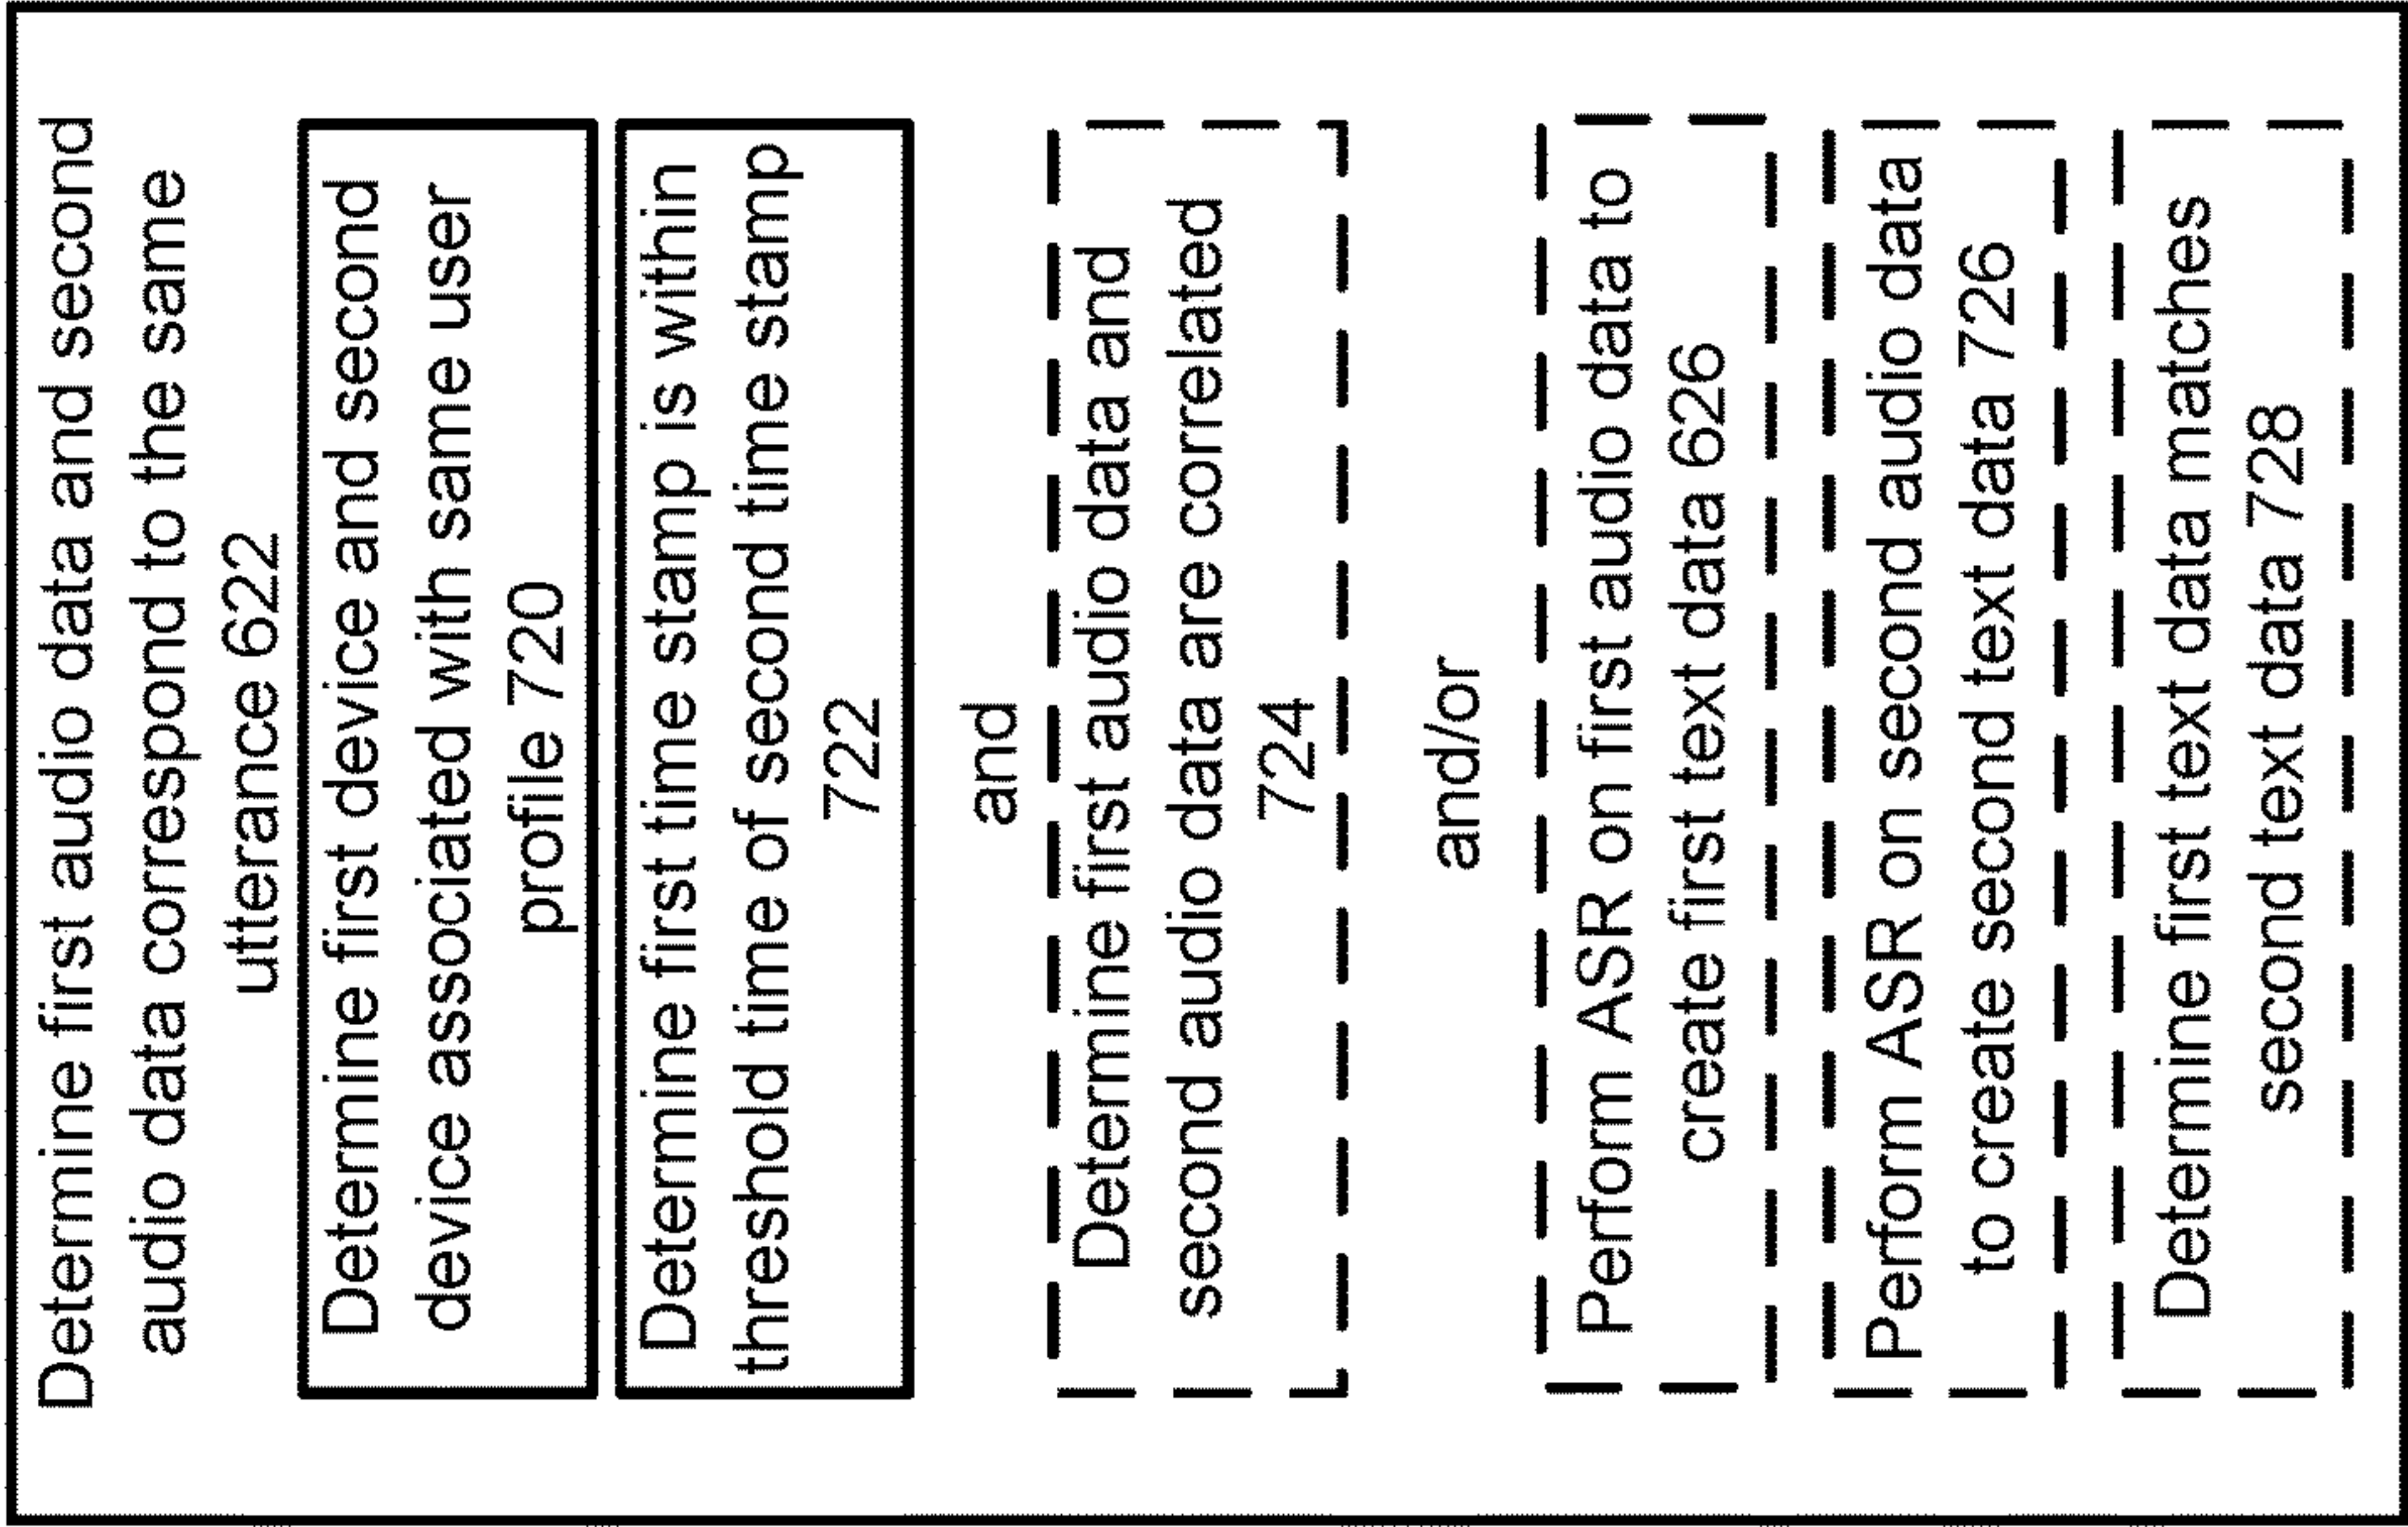 Determine first audio data and second
audio data correspond to the same
utterance 622
Determine first device and second
device associated with same user
profile 720
Determine first time stamp is within
threshold time of second time stamp
722
and
Determine first audio data and
second audio data are correlated
724
and/or
Perform ASR on first audio data to
create first text data 626
Perform ASR on second audio data
to create second text data 726
Determine first text data matches
second text data 728